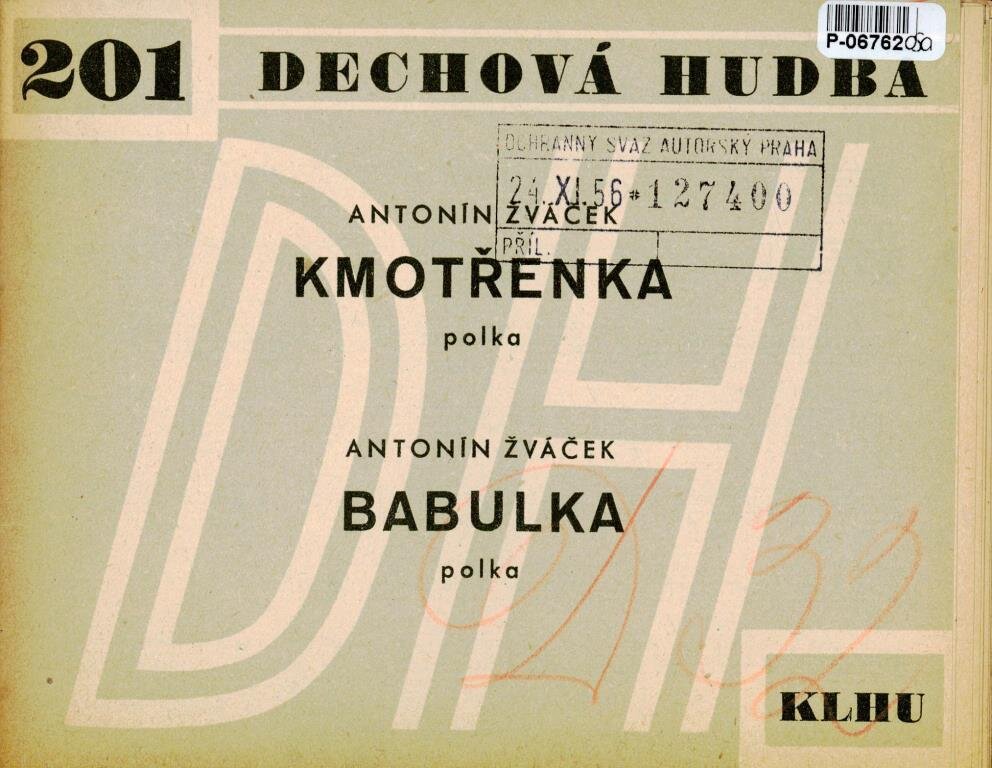 P-06762
201
DECHOVÁ HUDBA
OCHRANNÝ SVAZ AUTORSKÝ PRAHA
24. XI. 56 * 127400
PŘÍL.
ANTONÍN ŽVÁČEK
KMOTŘENKA
polka
ANTONÍN ŽVÁČEK
BABULKA
polka
DH
KLHU